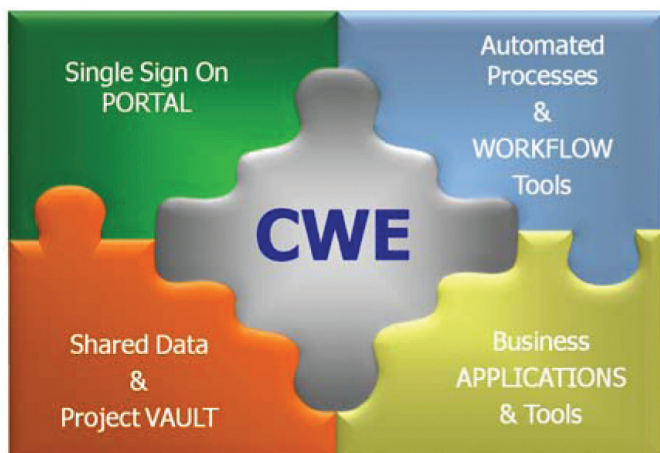 Single Sign On
PORTAL
Automated
Processes
&
WORKFLOW
Tools
CWE
Shared Data
&
Project VAULT
Business
APPLICATIONS
& Tools